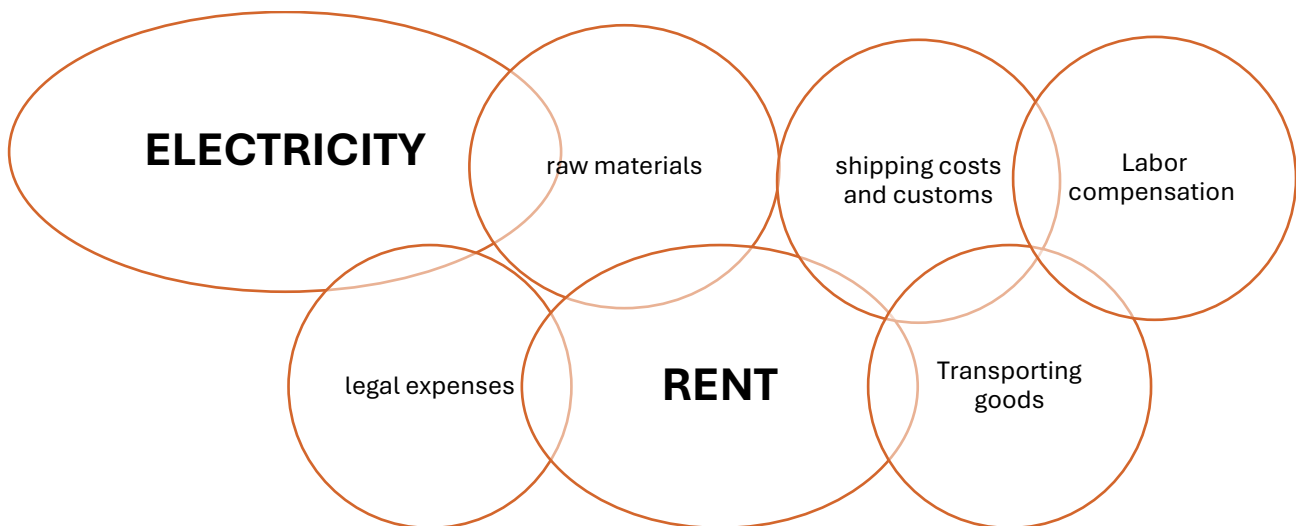 ELECTRICITY
raw materials
shipping costs
and customs
Labor
compensation
legal expenses
RENT
Transporting
goods